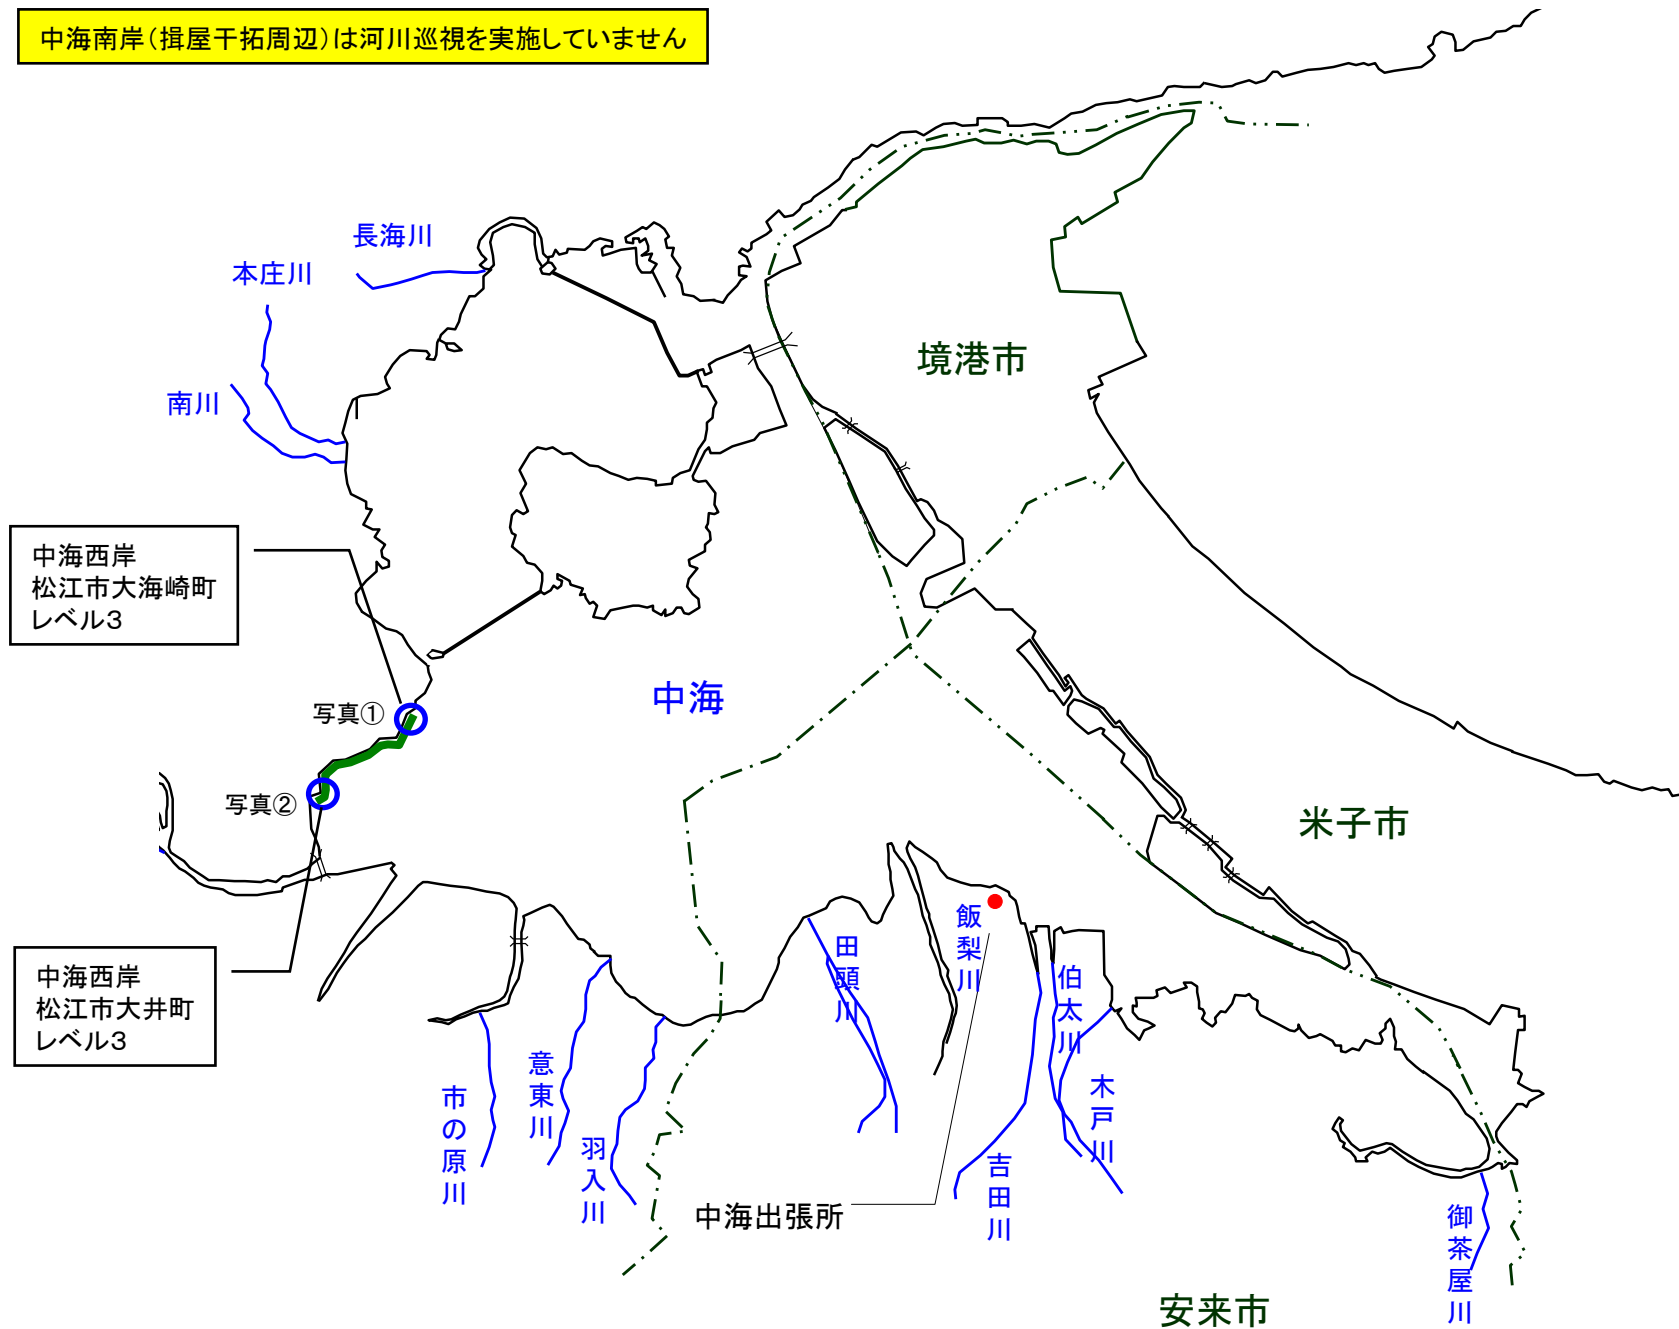 中海南岸（揖屋干拓周辺）は河川巡視を実施していません
長海川
本庄川
南川
境港市
中海西岸
松江市大海崎町
レベル３
写真①
中海
写真②
米子市
中海西岸
松江市大井町
レベル３
田頭川
飯梨川
伯太川
木戸川
意東川
市の原川
羽入川
吉田川
中海出張所
御茶屋川
安来市